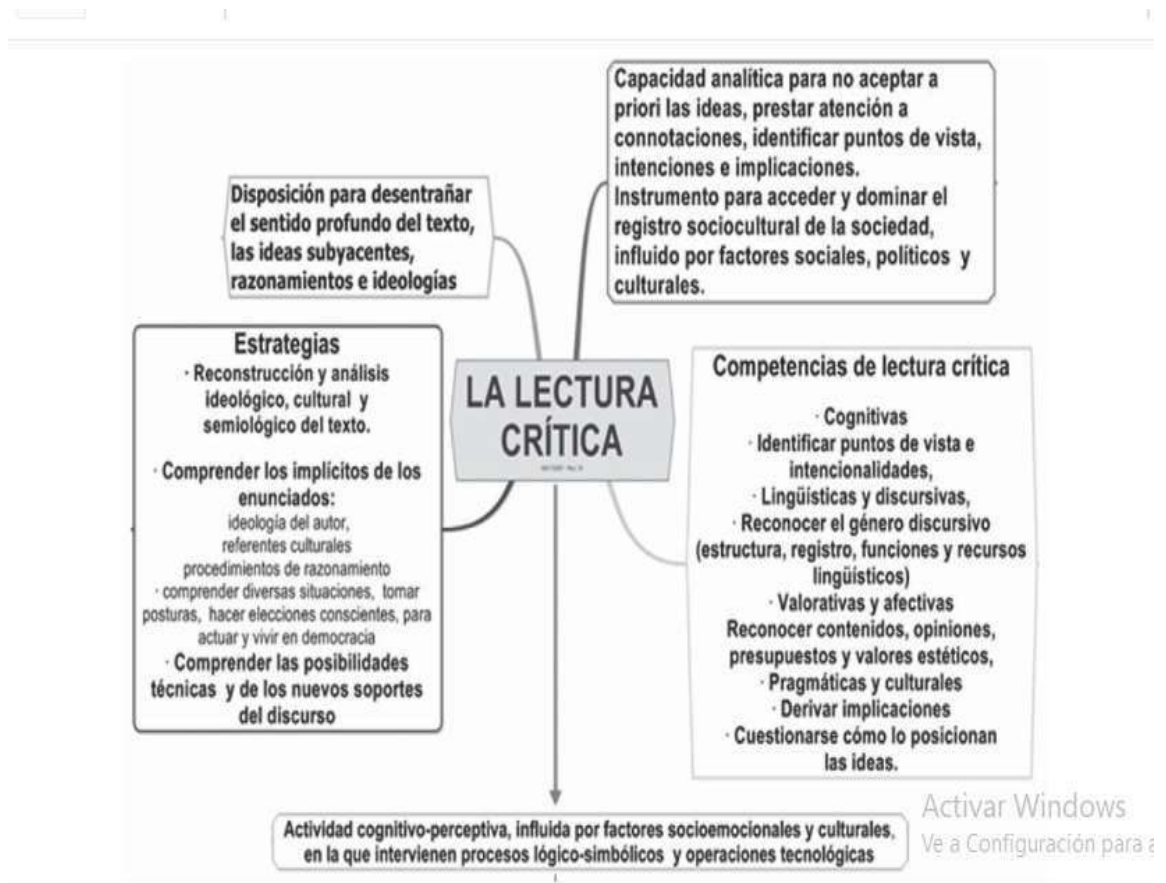 Capacidad analítica para no aceptar a
priori las ideas, prestar atención a
connotaciones, identificar puntos de vista,
intenciones e implicaciones.
Instrumento para acceder y dominar el
registro sociocultural de la sociedad,
influido por factores sociales, políticos y
culturales.
Disposición para desentrañar
el sentido profundo del texto,
las ideas subyacentes,
razonamientos e ideologías
LA LECTURA
CRÍTICA
Estrategias
· Reconstrucción y análisis
ideológico, cultural y
semiológico del texto.
· Comprender los implícitos de los
enunciados:
ideología del autor,
referentes culturales
procedimientos de razonamiento
· comprender diversas situaciones, tomar
posturas, hacer elecciones conscientes, para
actuar y vivir en democracia
· Comprender las posibilidades
técnicas y de los nuevos soportes
del discurso
Competencias de lectura crítica
· Cognitivas
· Identificar puntos de vista e
intencionalidades,
· Lingüísticas y discursivas,
· Reconocer el género discursivo
(estructura, registro, funciones y recursos
lingüísticos)
· Valorativas y afectivas
Reconocer contenidos, opiniones,
presupuestos y valores estéticos,
· Pragmáticas y culturales
· Derivar implicaciones
· Cuestionarse cómo lo posicionan
las ideas.
Actividad cognitivo-perceptiva, influida por factores socioemocionales y culturales,
en la que intervienen procesos lógico-simbólicos y operaciones tecnológicas
Activar Windows
Ve a Configuración para a